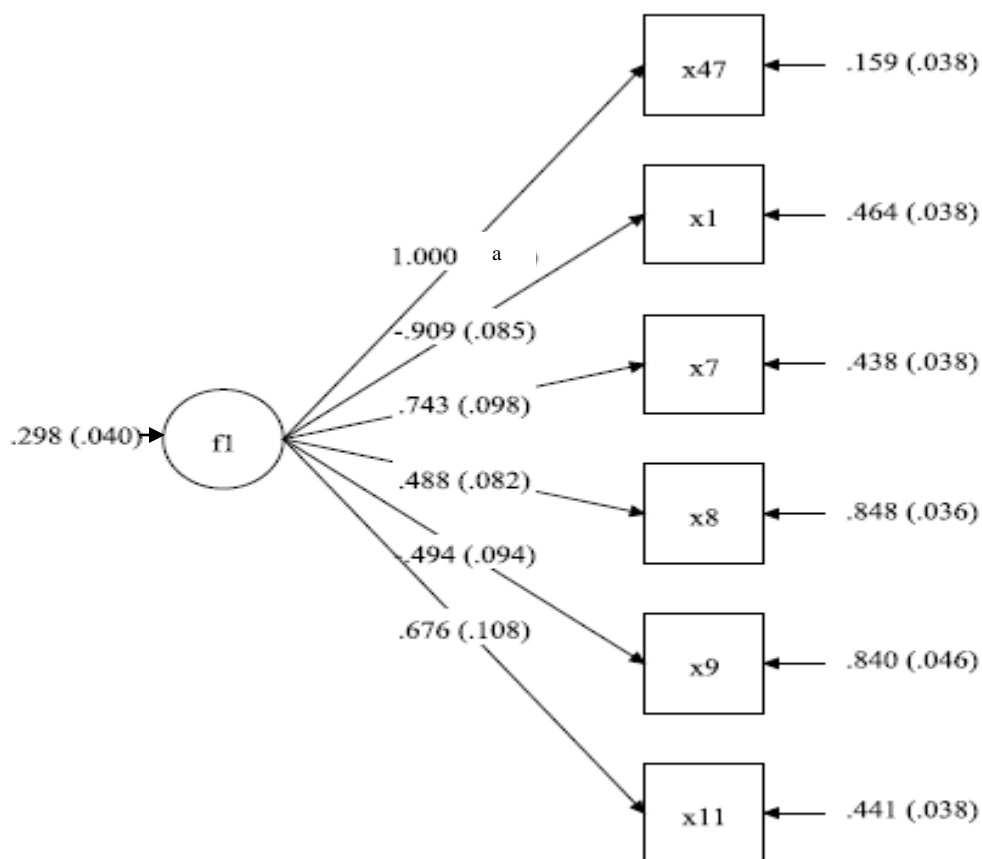 x47
.159 (.038)
x1
.464 (.038)
1.000 a
-.909 (.085)
x7
.438 (.038)
.743 (.098)
.298 (.040)
f1
.488 (.082)
x8
.848 (.036)
-.494 (.094)
.676 (.108)
x9
.840 (.046)
x11
.441 (.038)